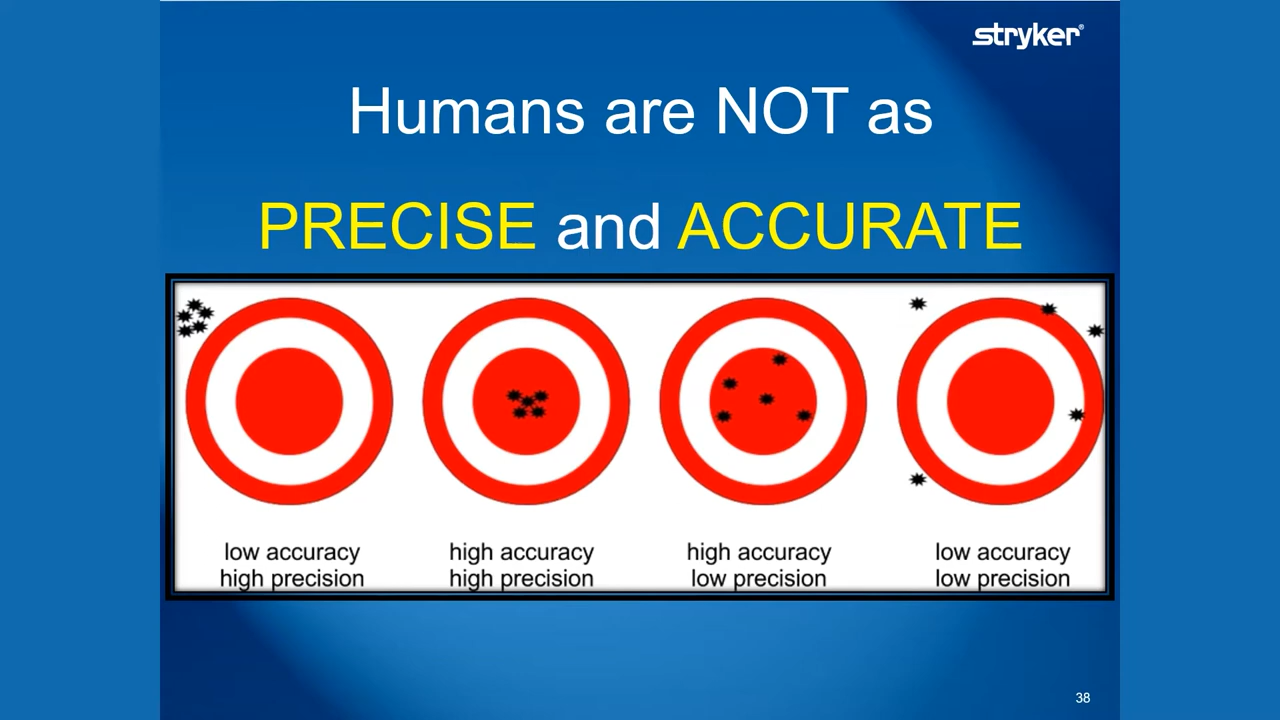 stryker®
Humans are NOT as
PRECISE and ACCURATE
low accuracy
high precision
high accuracy
high precision
high accuracy
low precision
low accuracy
low precision
38